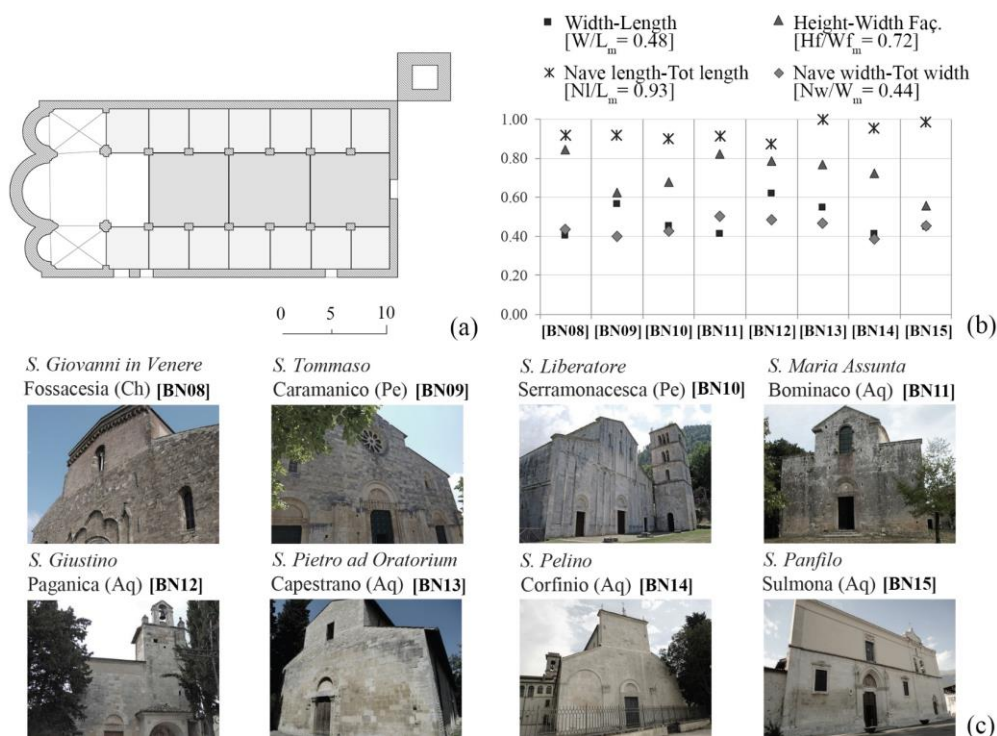 0 5 10
(a)
Width-Length
[W/Lm= 0.48]
Height-Width Faç.
[Hf/Wfm= 0.72]
Nave length-Tot length
[Nl/Lm= 0.93]
Nave width-Tot width
[Nw/Wm= 0.44]
1.00
0.80
0.60
0.40
0.20
0.00
[BN08] [BN09] [BN10] [BN11] [BN12] [BN13] [BN14] [BN15]
(b)
S. Giovanni in Venere
Fossacesia (Ch) [BN08]
S. Tommaso
Caramanico (Pe) [BN09]
S. Liberatore
Serramonacesca (Pe) [BN10]
S. Maria Assunta
Bominaco (Aq) [BN11]
S. Giustino
Paganica (Aq) [BN12]
S. Pietro ad Oratorium
Capestrano (Aq) [BN13]
S. Pelino
Corfinio (Aq) [BN14]
S. Panfilo
Sulmona (Aq) [BN15]
(c)